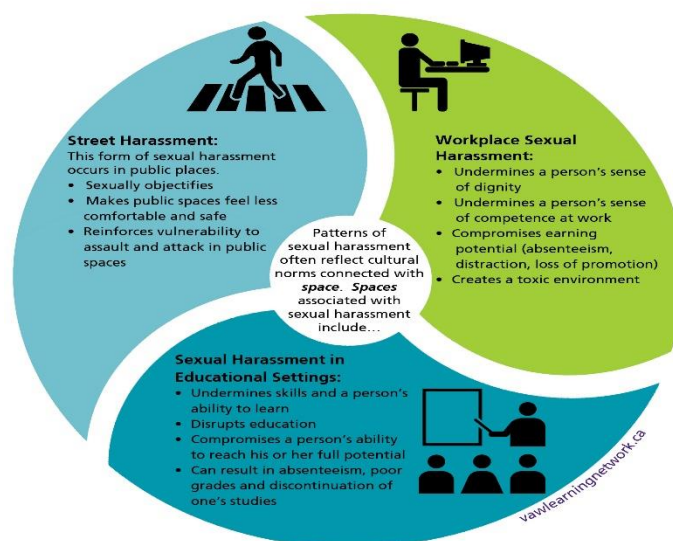 Street Harassment:
This form of sexual harassment
occurs in public places.
• Sexually objectifies
• Makes public spaces feel less
comfortable and safe
• Reinforces vulnerability to
assault and attack in public
spaces
Workplace Sexual
Harassment:
• Undermines a person's sense
of dignity
• Undermines a person's sense
of competence at work
• Compromises earning
potential (absenteeism,
distraction, loss of promotion)
• Creates a toxic environment
Patterns of
sexual harassment
often reflect cultural
norms connected with
space. Spaces
associated with
sexual harassment
include...
Sexual Harassment in
Educational Settings:
• Undermines skills and a person's
ability to learn
• Disrupts education
• Compromises a person's ability
to reach his or her full potential
• Can result in absenteeism, poor
grades and discontinuation of
one's studies
vawlearningnetwork.ca